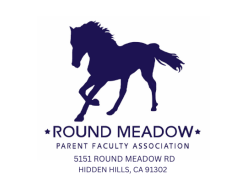 ROUND MEADOW
PARENT FACULTY ASSOCIATION
5151 ROUND MEADOW RD
HIDDEN HILLS, CA 91302